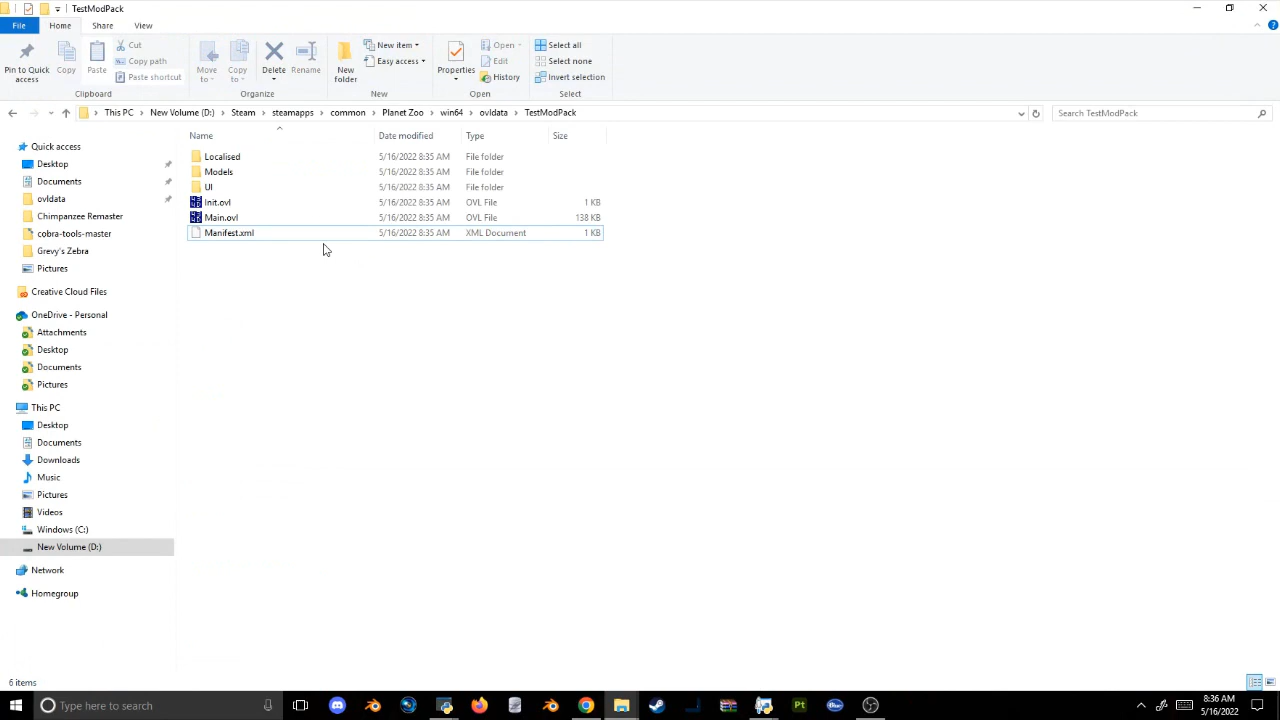 TestModPack
File Home Share View
Pin to Quick access
Copy
Paste
Cut
Copy path
Paste shortcut
Clipboard
Move to
Copy to
Delete
Rename
Organize
New folder
New item
Easy access
New
Properties
Open
Edit
History
Open
Select all
Select none
Invert selection
Select
This PC New Volume (D:) Steam steamapps common Planet Zoo win64 ovldata TestModPack
Search TestModPack
Name Date modified Type Size
Localised 5/16/2022 8:35 AM File folder
Models 5/16/2022 8:35 AM File folder
UI 5/16/2022 8:35 AM File folder
Init.ovl 5/16/2022 8:35 AM OVL File 1 KB
Main.ovl 5/16/2022 8:35 AM OVL File 138 KB
Manifest.xml 5/16/2022 8:35 AM XML Document 1 KB
Quick access
Desktop
Documents
ovldata
Chimpanzee Remaster
cobra-tools-master
Grevy's Zebra
Pictures
Creative Cloud Files
OneDrive - Personal
Attachments
Desktop
Documents
Pictures
This PC
Desktop
Documents
Downloads
Music
Pictures
Videos
Windows (C:)
New Volume (D:)
Network
Homegroup
6 items
Type here to search
Pt
8:36 AM
5/16/2022